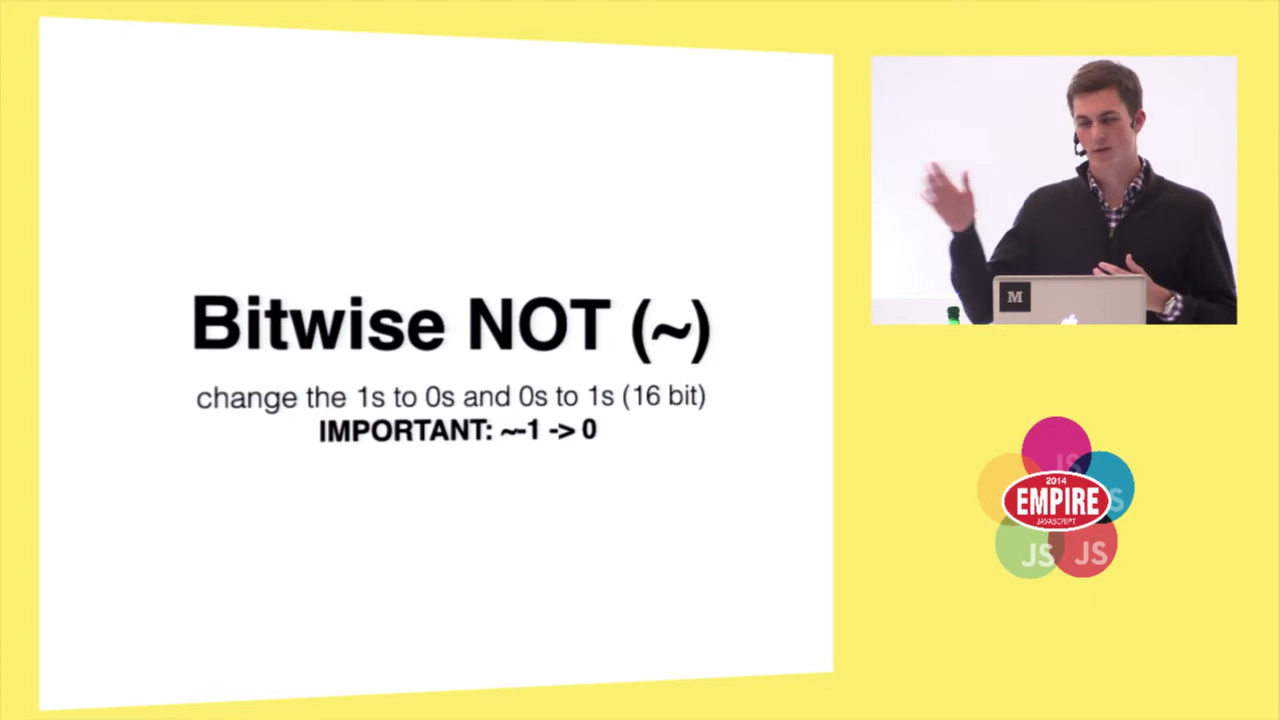 Bitwise NOT (~)
change the 1s to 0s and 0s to 1s (16 bit)
IMPORTANT: ~-1 -> 0
M
JS
2014
EMPIRE
JAVASCRIPT
S
JS
JS